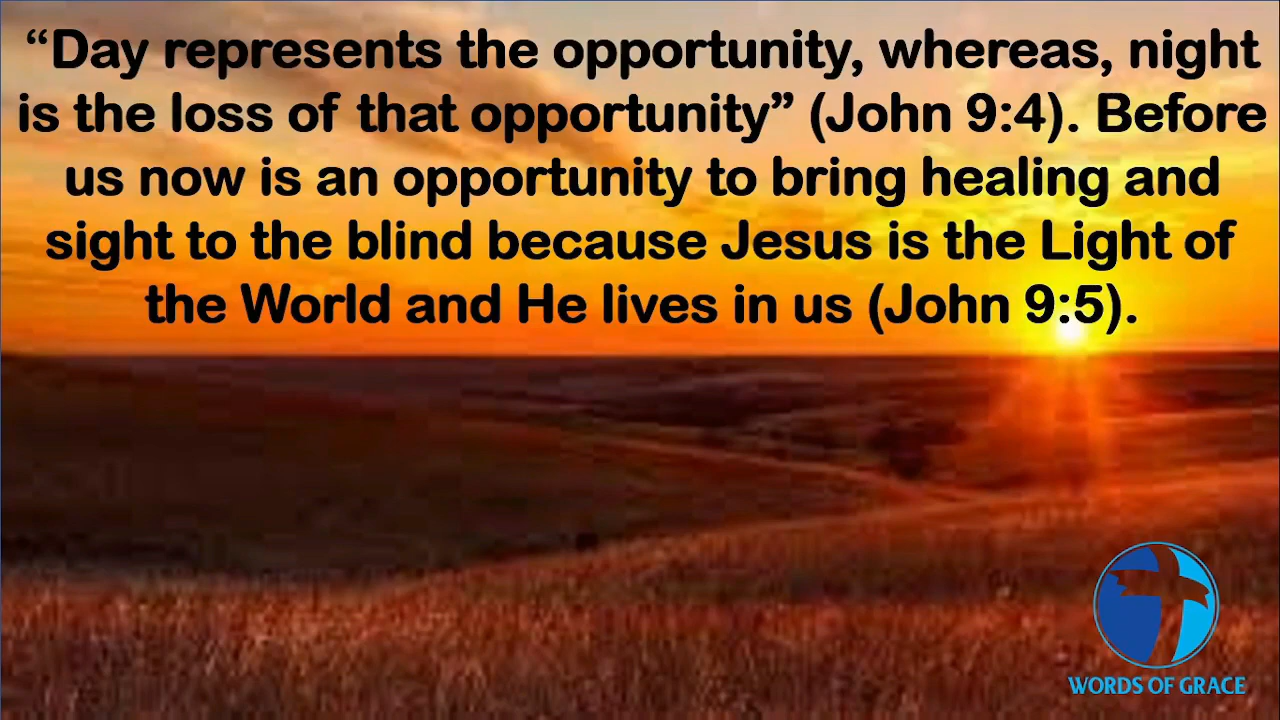 “Day represents the opportunity, whereas, night
is the loss of that opportunity” (John 9:4). Before
us now is an opportunity to bring healing and
sight to the blind because Jesus is the Light of
the World and He lives in us (John 9:5).
WORDS OF GRACE